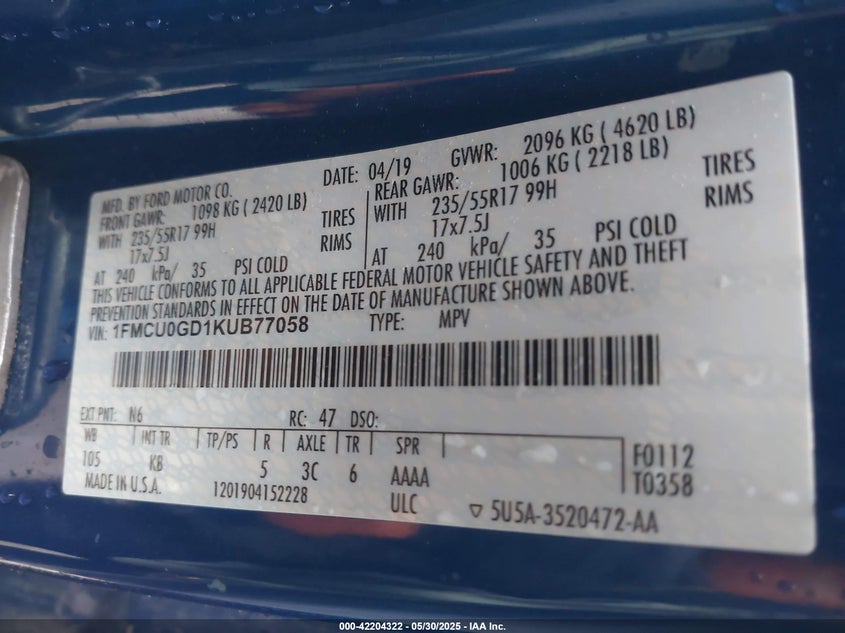 MFD. BY FORD MOTOR CO. DATE: 04/19 GVWR: 2096 KG ( 4620 LB)
FRONT GAWR: 1098 KG ( 2420 LB) REAR GAWR: 1006 KG ( 2218 LB)
WITH 235/55R17 99H TIRES WITH 235/55R17 99H TIRES
17x7.5J RIMS 17x7.5J RIMS
AT 240 kPa/ 35 PSI COLD AT 240 kPa/ 35 PSI COLD
THIS VEHICLE CONFORMS TO ALL APPLICABLE FEDERAL MOTOR VEHICLE SAFETY AND THEFT
PREVENTION STANDARDS IN EFFECT ON THE DATE OF MANUFACTURE SHOWN ABOVE.
VIN: 1FMCU0GD1KUB77058 TYPE: MPV
EXT PNT: N6 RC: 47 DSO:
WB INT TR TP/PS R AXLE TR SPR
105 KB 5 3C 6 AAAA F0112
MADE IN U.S.A. 1201904152228 ULC T0358
▽ 5U5A-3520472-AA
000-42204322 - 05/30/2025 - IAA Inc.